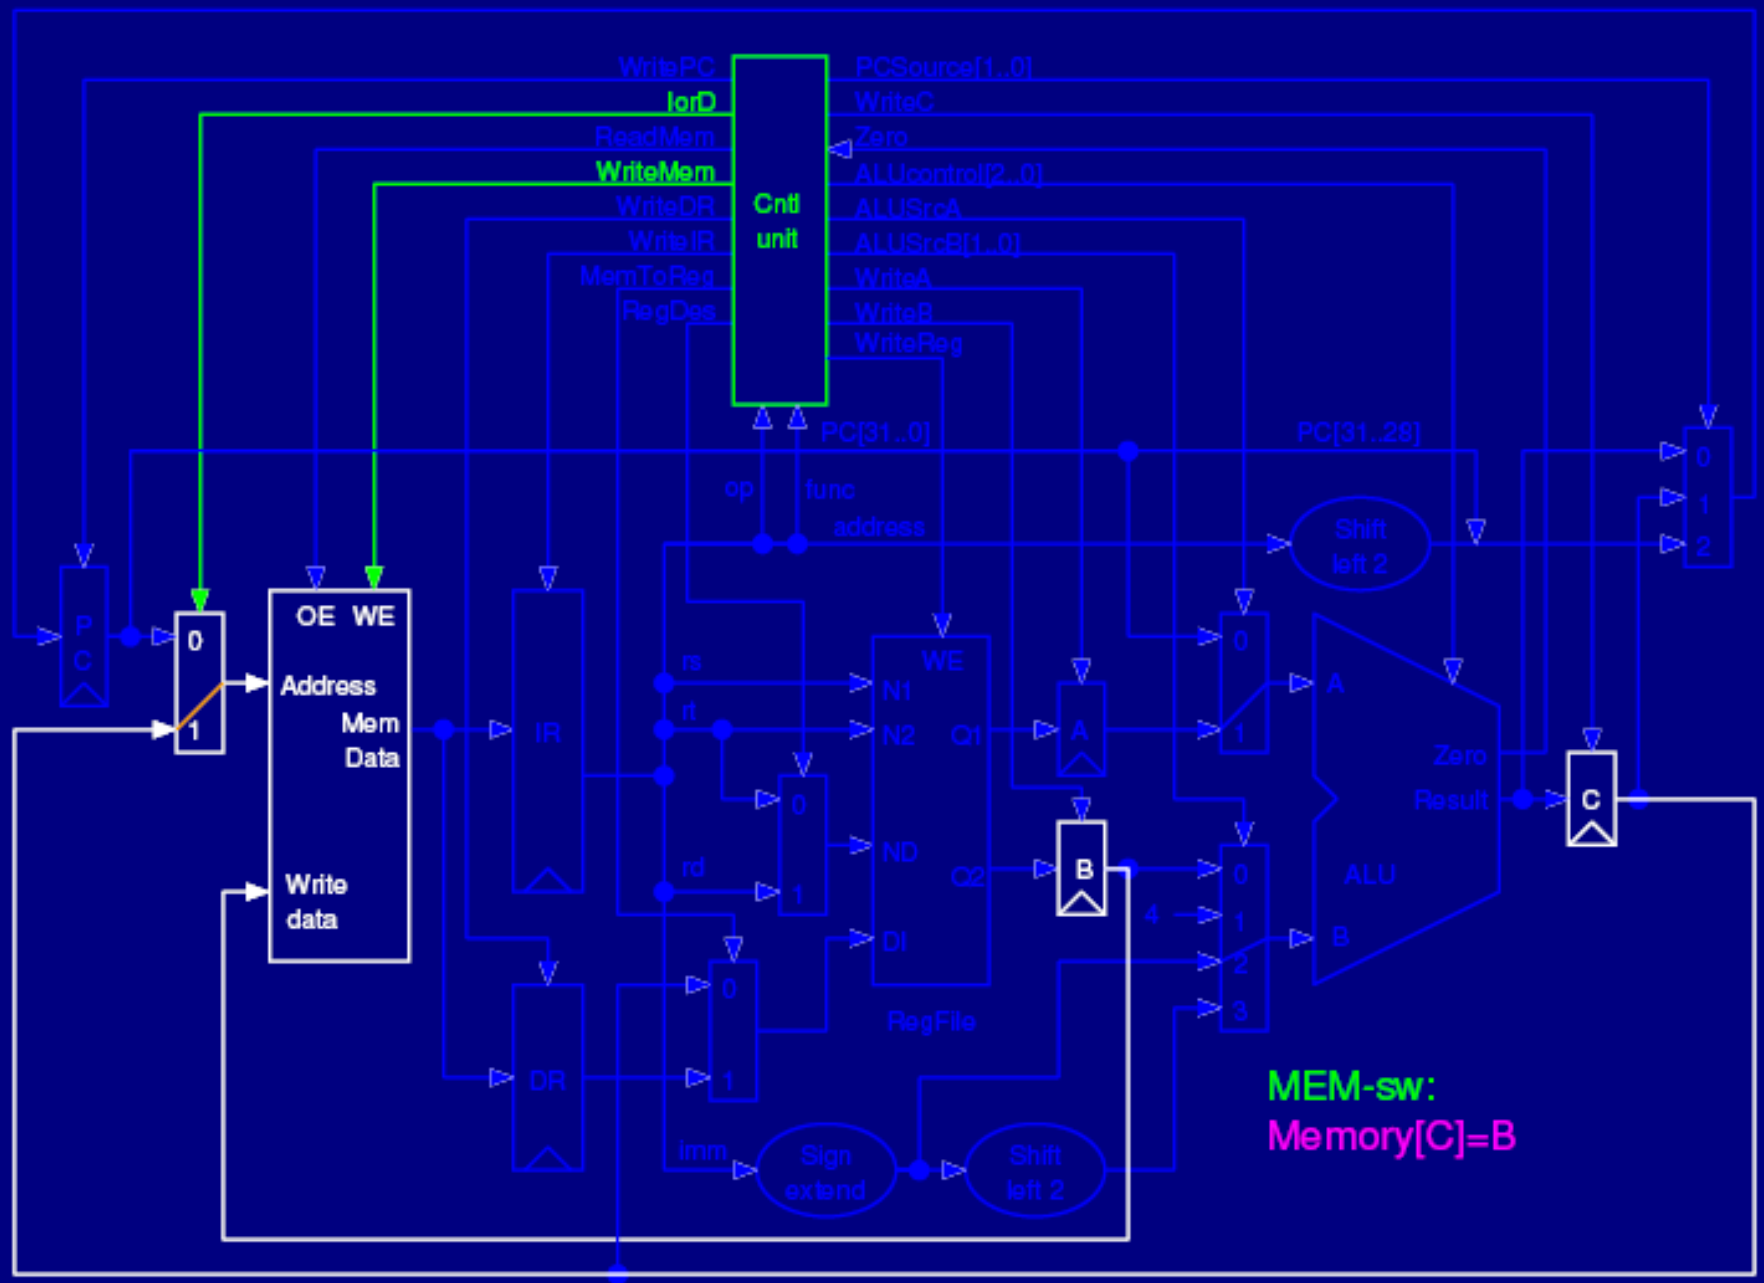 WritePC
PCSource[1..0]
IorD
WriteC
ReadMem
Zero
WriteMem
ALUcontrol[2..0]
WriteDR
Cntl
unit
ALUSrcA
WriteIR
ALUSrcB[1..0]
MemToReg
WriteA
RegDes
WriteB
WriteReg
PC[31..0]
PC[31..28]
op
func
address
Shift
left 2
0
1
2
P
C
0
1
OE WE
Address
Mem
Data
Write
data
IR
rs
rt
rd
0
1
WE
N1
N2
Q1
ND
Q2
DI
RegFile
A
B
0
1
4
0
1
2
3
A
B
Zero
Result
ALU
C
DR
0
1
imm
Sign
extend
Shift
left 2
MEM-sw:
Memory[C]=B